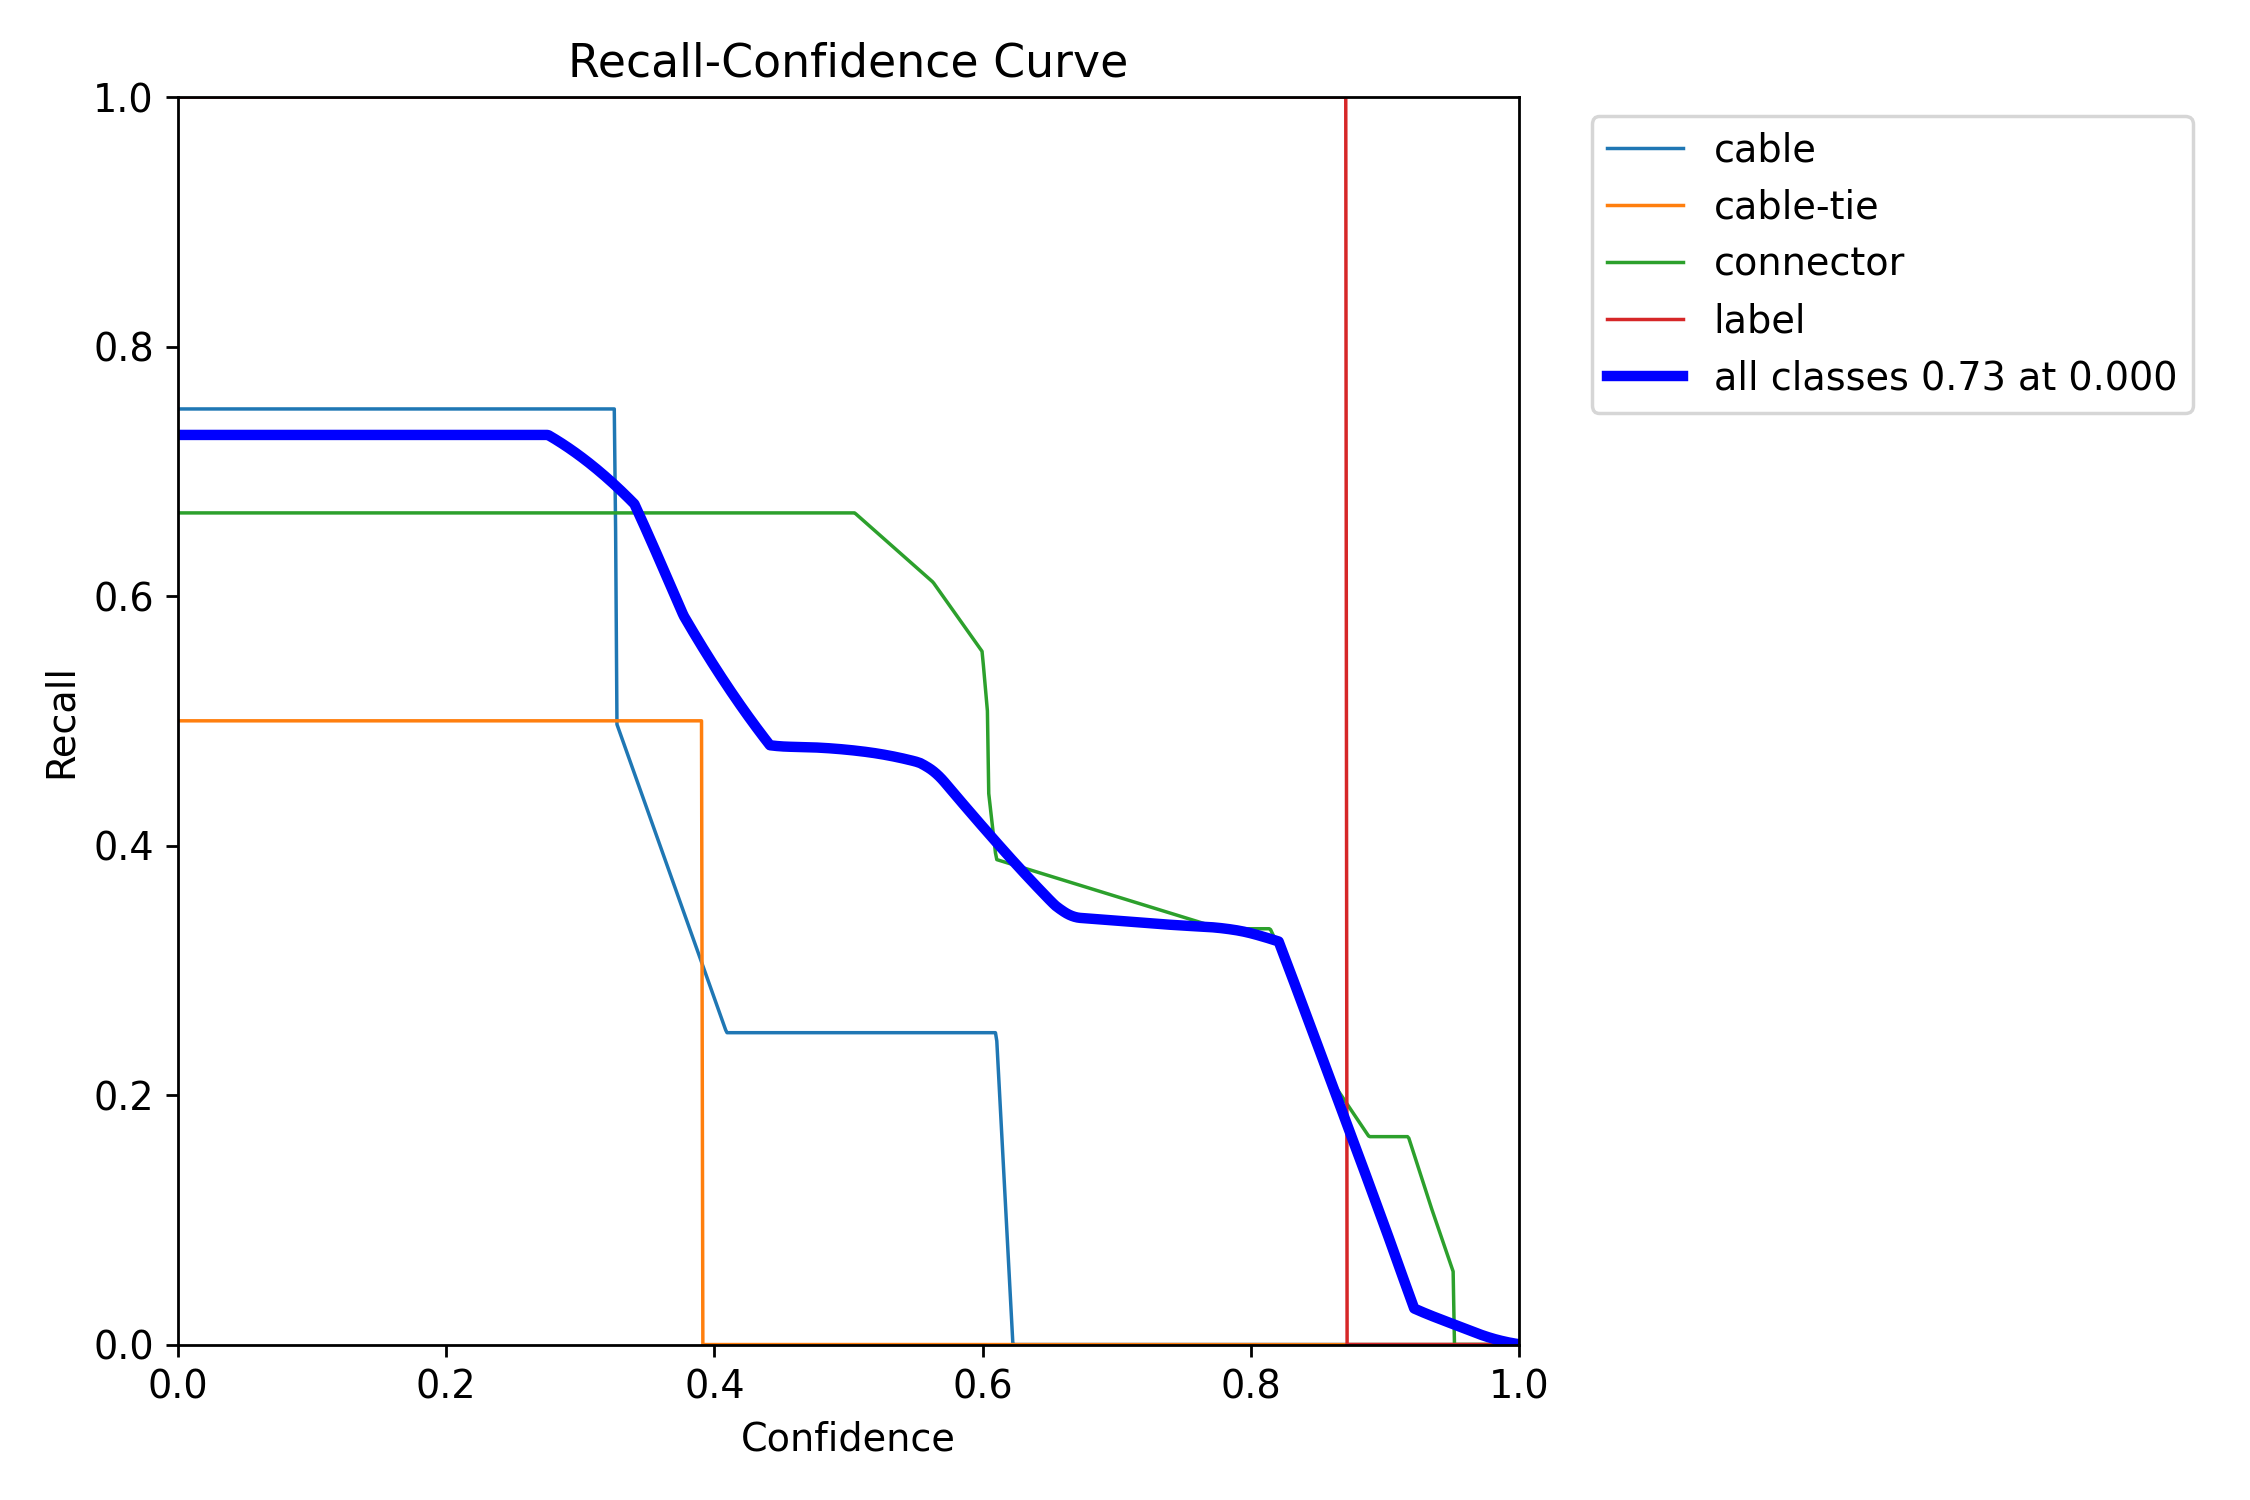 Recall-Confidence Curve
1.0
0.8
0.6
0.4
0.2
0.0
Recall
0.0 0.2 0.4 0.6 0.8 1.0
Confidence
cable
cable-tie
connector
label
all classes 0.73 at 0.000